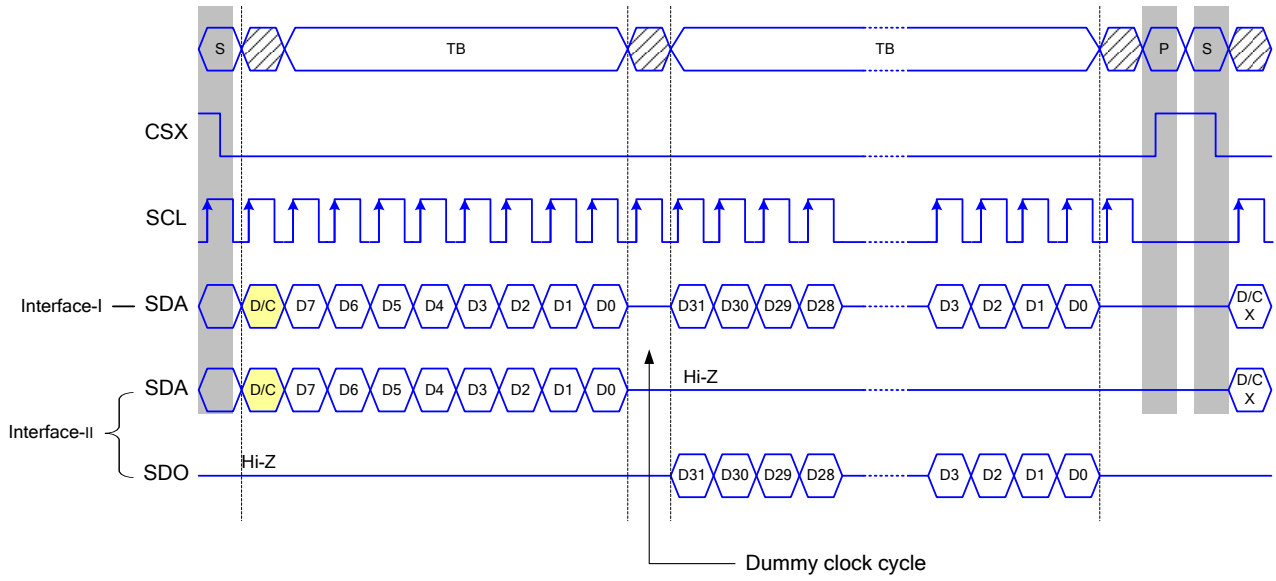 S TB TB P S
CSX
SCL
Interface-I SDA D/C D7 D6 D5 D4 D3 D2 D1 D0 D31 D30 D29 D28 D3 D2 D1 D0 D/C
X
SDA D/C D7 D6 D5 D4 D3 D2 D1 D0 Hi-Z D/C
X
Interface-II
SDO Hi-Z D31 D30 D29 D28 D3 D2 D1 D0
Dummy clock cycle